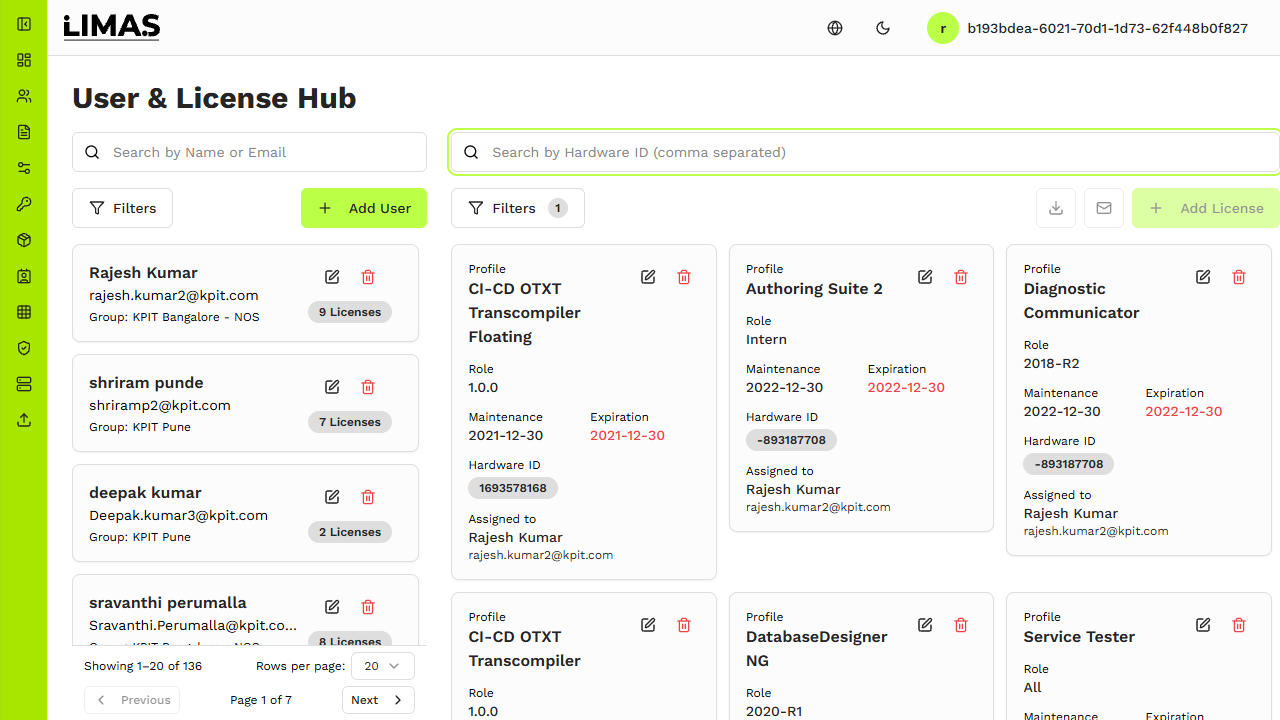 LIMAS
r
b193bdea-6021-70d1-1d73-62f448b0f827
User & License Hub
Search by Name or Email
Search by Hardware ID (comma separated)
Filters
Add User
Filters 1
Add License
Rajesh Kumar
rajesh.kumar2@kpit.com
Group: KPIT Bangalore - NOS
9 Licenses
shriram punde
shriramp2@kpit.com
Group: KPIT Pune
7 Licenses
deepak kumar
Deepak.kumar3@kpit.com
Group: KPIT Pune
2 Licenses
sravanthi perumalla
Sravanthi.Perumalla@kpit.co...
8 Licenses
Showing 1–20 of 136
Rows per page: 20
Previous
Page 1 of 7
Next
Profile
CI-CD OTXT
Transcompiler
Floating
Role
1.0.0
Maintenance Expiration
2021-12-30 2021-12-30
Hardware ID
1693578168
Assigned to
Rajesh Kumar
rajesh.kumar2@kpit.com
Profile
Authoring Suite 2
Role
Intern
Maintenance Expiration
2022-12-30 2022-12-30
Hardware ID
-893187708
Assigned to
Rajesh Kumar
rajesh.kumar2@kpit.com
Profile
Diagnostic
Communicator
Role
2018-R2
Maintenance Expiration
2022-12-30 2022-12-30
Hardware ID
-893187708
Assigned to
Rajesh Kumar
rajesh.kumar2@kpit.com
Profile
CI-CD OTXT
Transcompiler
Role
1.0.0
Profile
DatabaseDesigner
NG
Role
2020-R1
Profile
Service Tester
Role
All
Maintenance Expiration